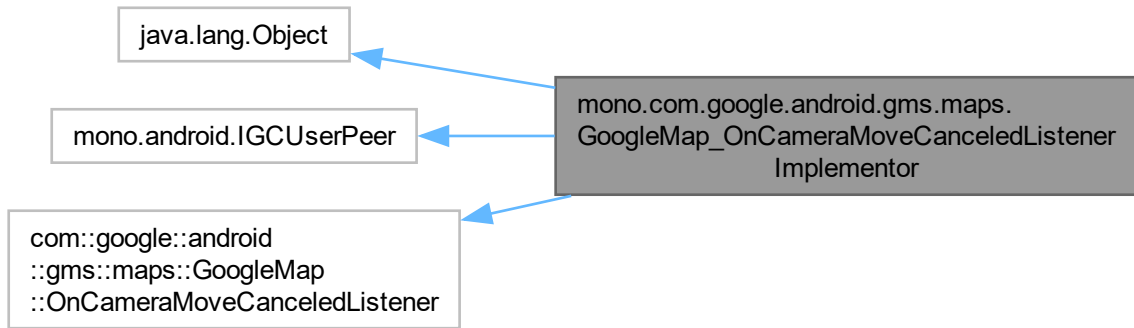 java.lang.Object
mono.android.IGCUserPeer
com::google::android
::gms::maps::GoogleMap
::OnCameraMoveCanceledListener
mono.com.google.android.gms.maps.
GoogleMap_OnCameraMoveCanceledListener
Implementor